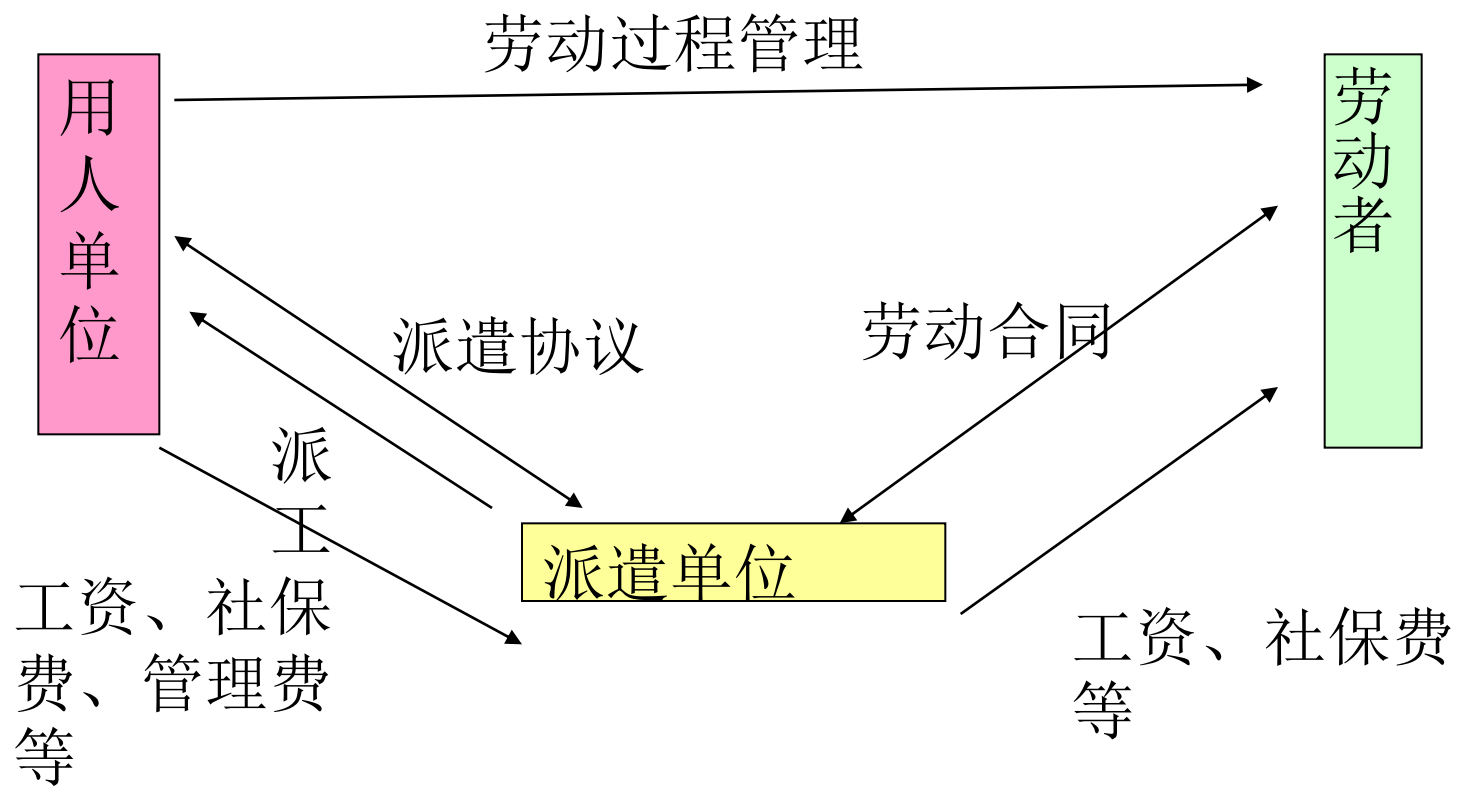 劳动过程管理
用人单位
劳动者
派遣协议
劳动合同
派工
派遣单位
工资、社保
费、管理费
等
工资、社保费
等